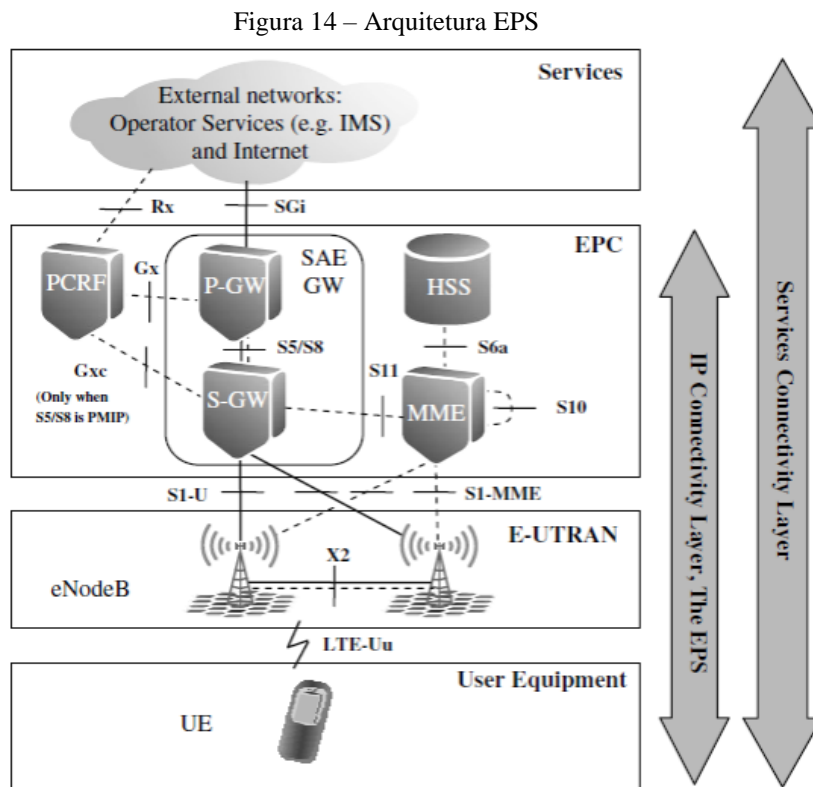 Figura 14 – Arquitetura EPS
Services
External networks:
Operator Services (e.g. IMS)
and Internet
Rx
SGi
EPC
SAE
GW
PCRF
Gx
P-GW
HSS
S5/S8
S6a
Gxc
(Only when
S5/S8 is PMIP)
S11
S-GW
MME
S10
S1-U
S1-MME
E-UTRAN
X2
eNodeB
LTE-Uu
User Equipment
UE
IP Connectivity Layer, The EPS
Services Connectivity Layer